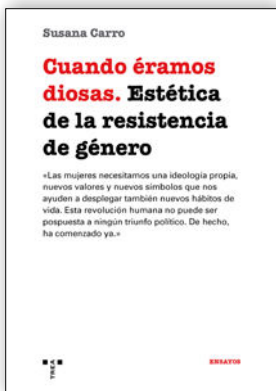 Susana Carro
Cuando éramos
diosas. Estética
de la resistencia
de género
«Las mujeres necesitamos una ideología propia,
nuevos valores y nuevos símbolos que nos
ayuden a desplegar también nuevos hábitos de
vida. Esta revolución humana no puede ser
pospuesta a ningún triunfo político. De hecho,
ha comenzado ya.»
TREA
ENSAYOS